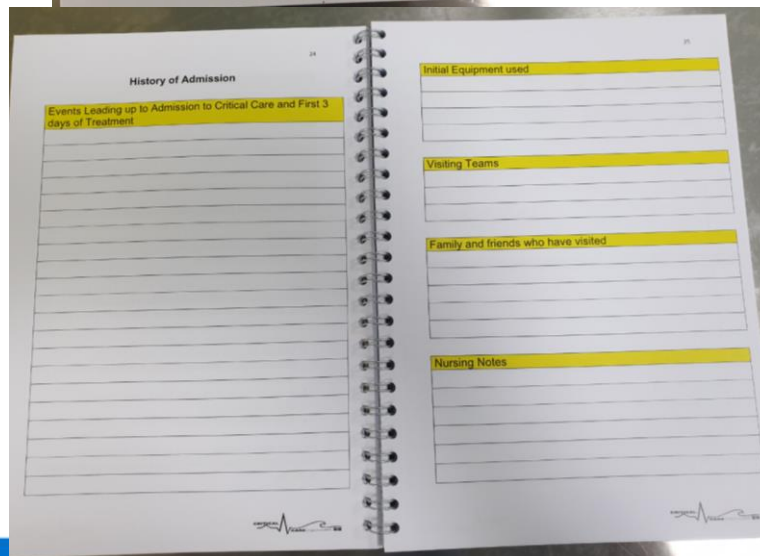 24
History of Admission
Events Leading up to Admission to Critical Care and First 3
days of Treatment
25
Initial Equipment used
Visiting Teams
Family and friends who have visited
Nursing Notes